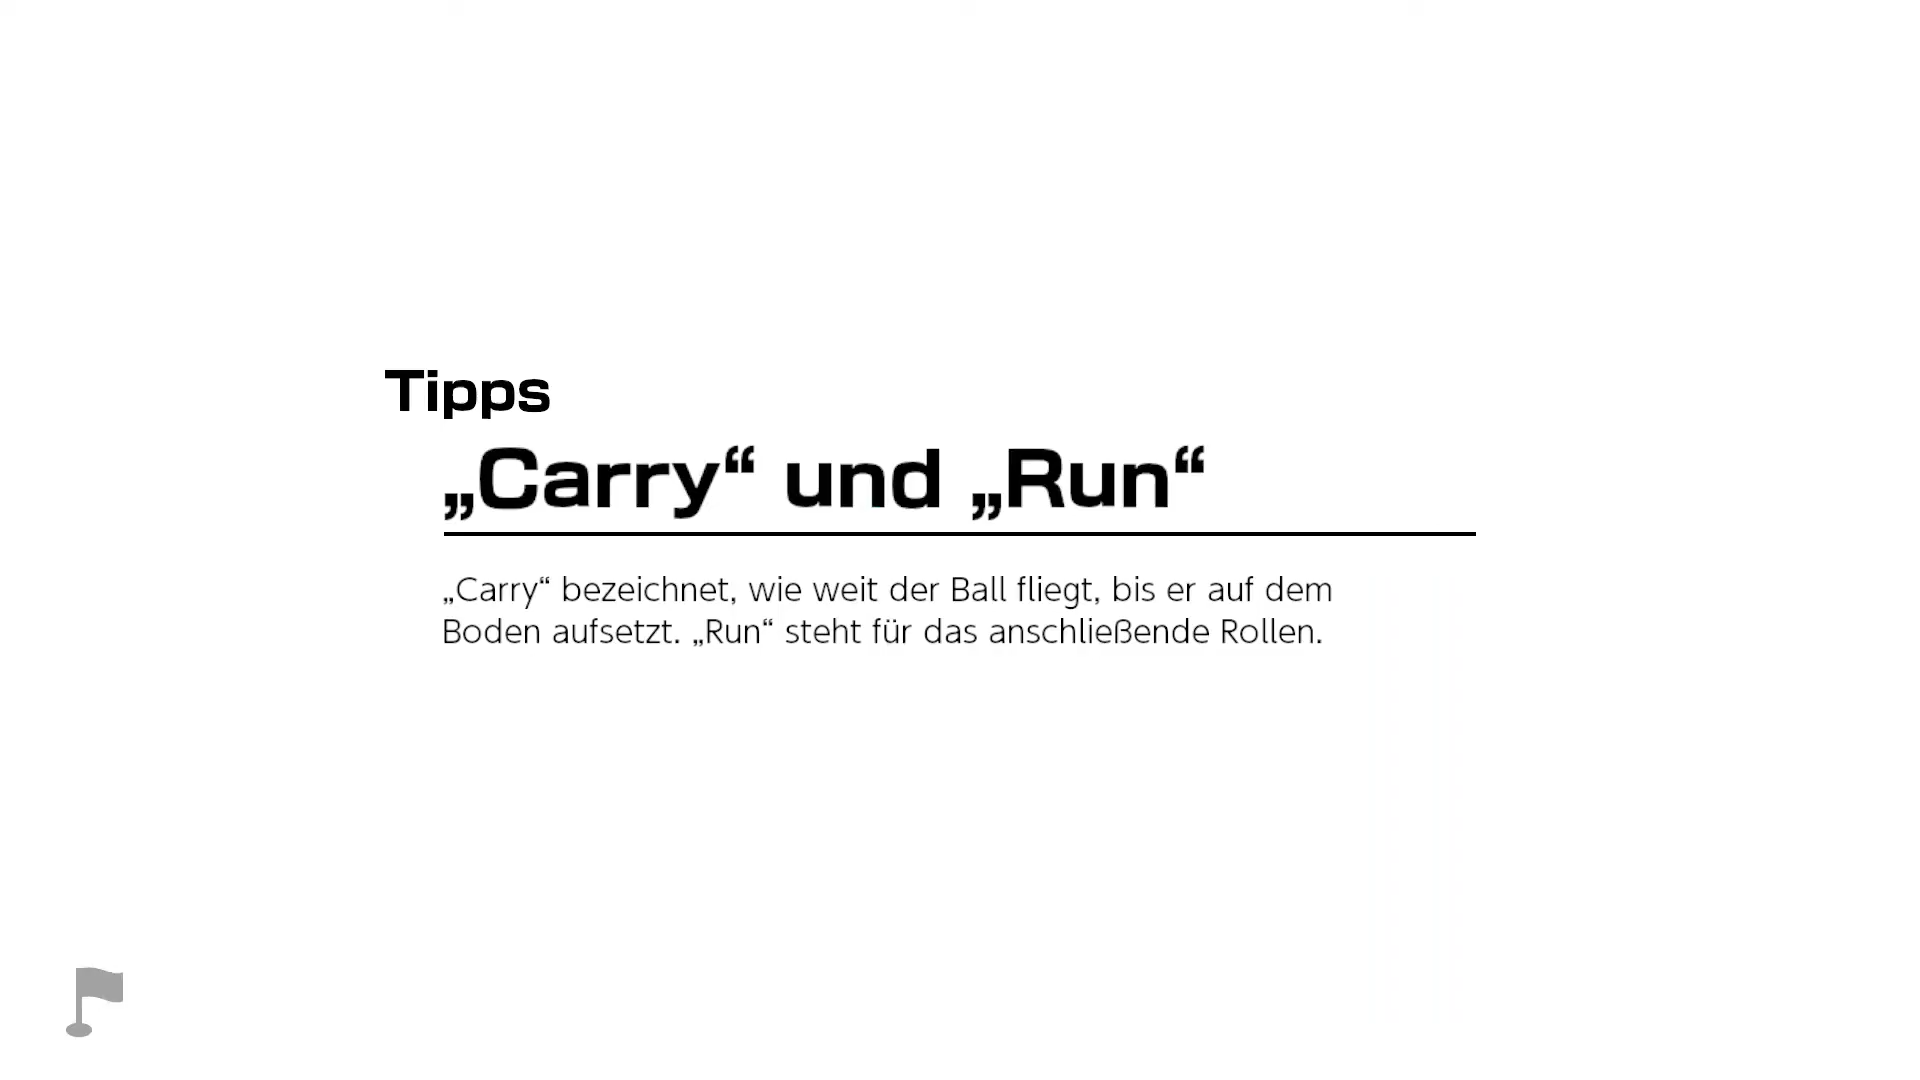 Tipps
„Carry“ und „Run“
„Carry“ bezeichnet, wie weit der Ball fliegt, bis er auf dem
Boden aufsetzt. „Run“ steht für das anschließende Rollen.